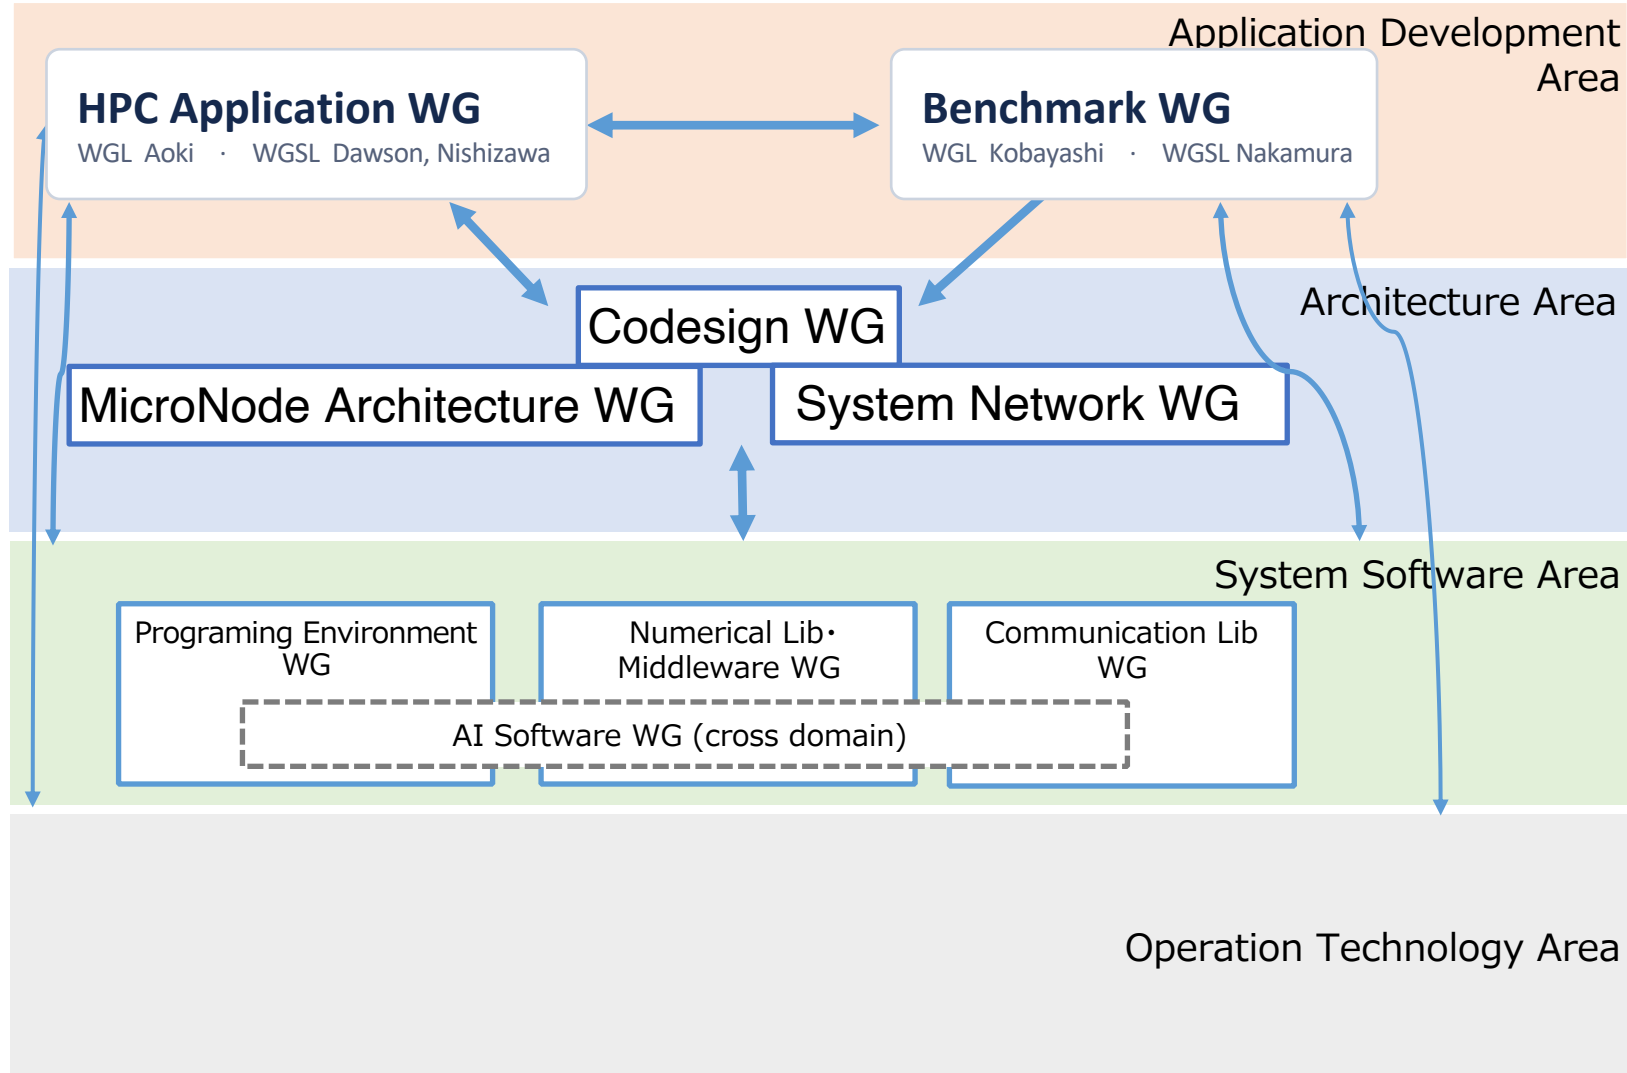 Application Development
Area
HPC Application WG
WGL Aoki · WGSL Dawson, Nishizawa
Benchmark WG
WGL Kobayashi · WGSL Nakamura
Architecture Area
Codesign WG
MicroNode Architecture WG
System Network WG
System Software Area
Programing Environment
WG
Numerical Lib・
Middleware WG
Communication Lib
WG
AI Software WG (cross domain)
Operation Technology Area